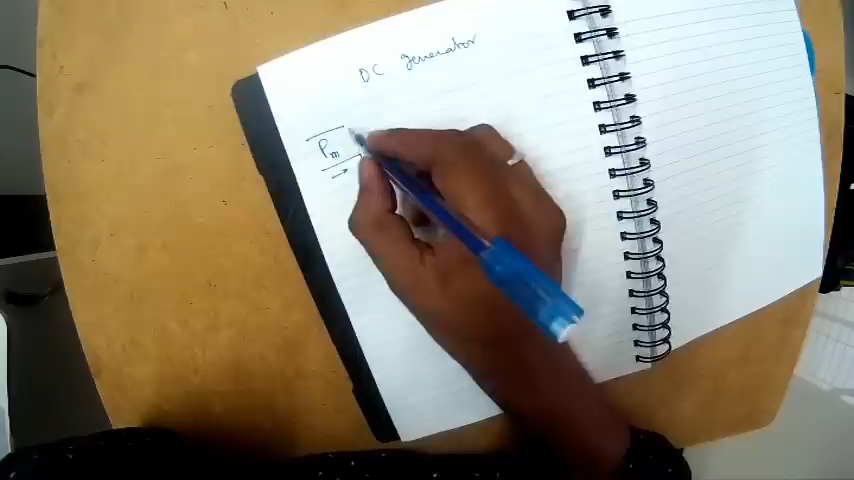 DC generator
Pm
→